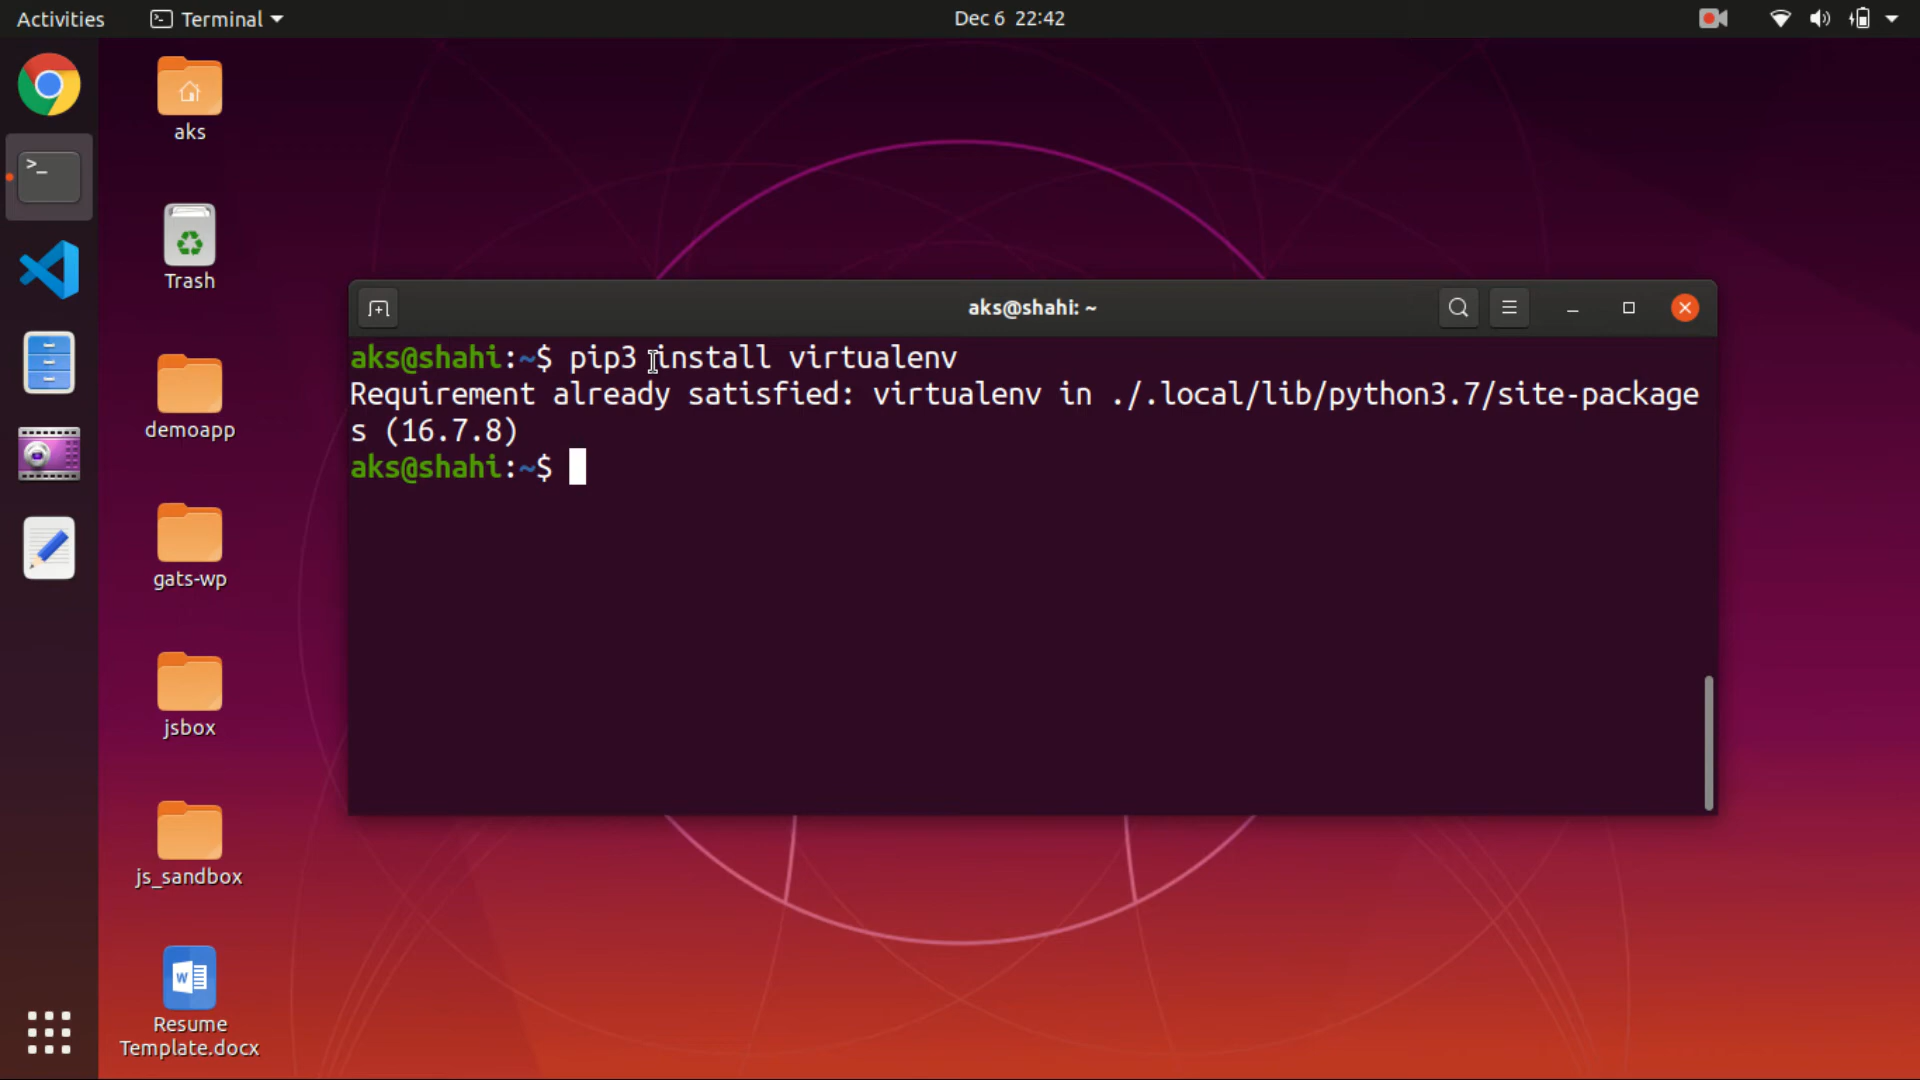 Activities
Terminal
Dec 6 22:42
aks
Trash
demoapp
gats-wp
jsbox
js_sandbox
W
Resume
Template.docx
aks@shahi: ~
aks@shahi:~$ pip3 install virtualenv
Requirement already satisfied: virtualenv in ./.local/lib/python3.7/site-package
s (16.7.8)
aks@shahi:~$